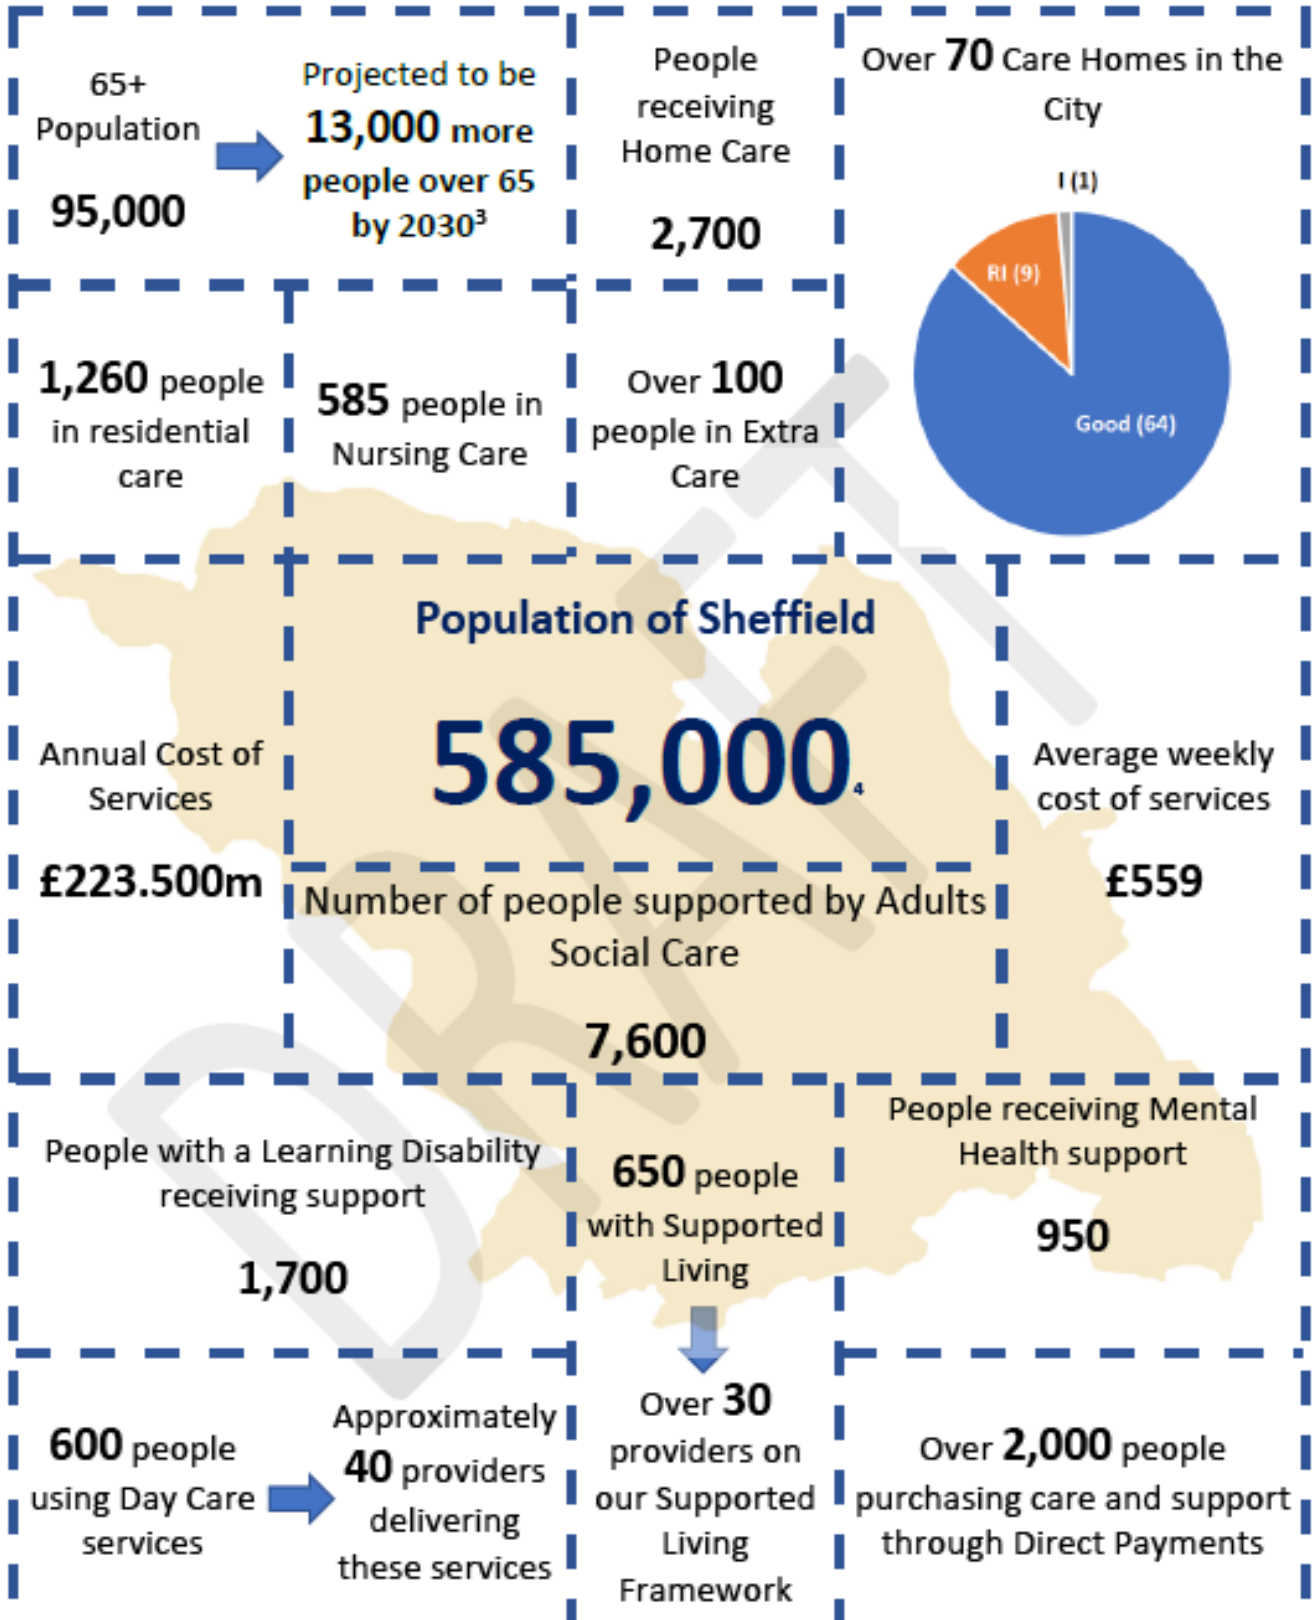 65+
Population
95,000
Projected to be
13,000 more
people over 65
by 2030³
People
receiving
Home Care
2,700
Over 70 Care Homes in the
City
I (1)
RI (9)
Good (64)
1,260 people
in residential
care
585 people in
Nursing Care
Over 100
people in Extra
Care
Annual Cost of
Services
£223.500m
Population of Sheffield
585,000₄
Number of people supported by Adults
Social Care
7,600
Average weekly
cost of services
£559
People with a Learning Disability
receiving support
1,700
650 people
with Supported
Living
People receiving Mental
Health support
950
600 people
using Day Care
services
Approximately
40 providers
delivering
these services
Over 30
providers on
our Supported
Living
Framework
Over 2,000 people
purchasing care and support
through Direct Payments
DRAFT